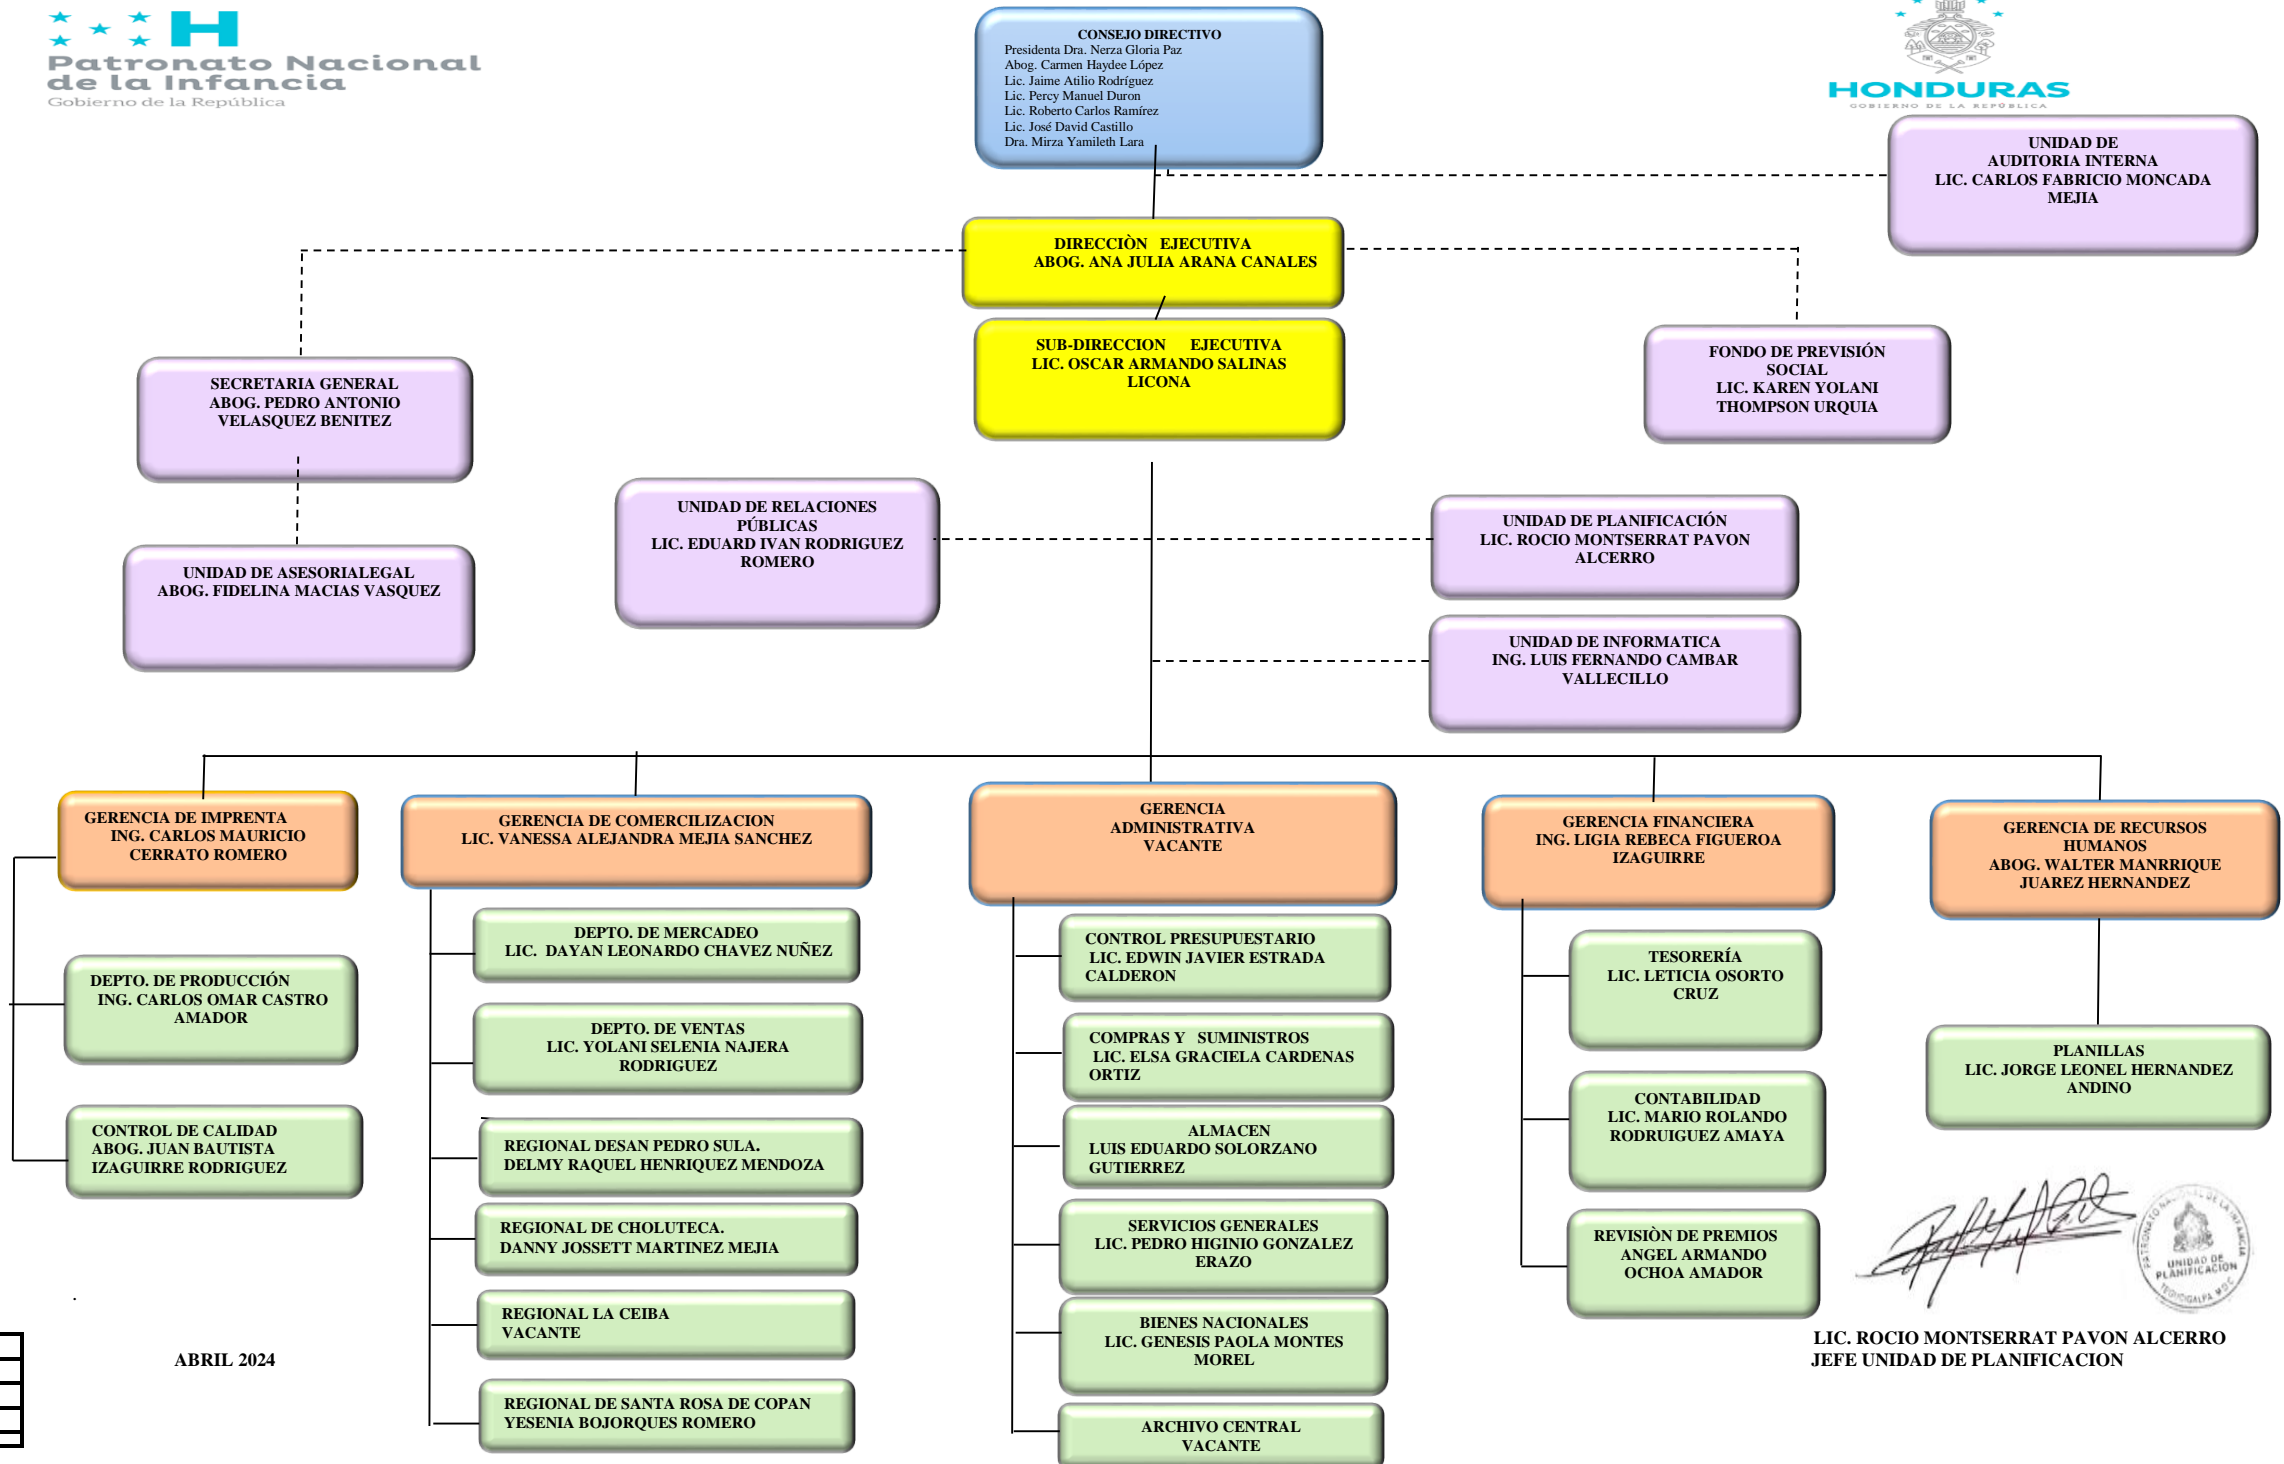 Patronato Nacional
de la Infancia
Gobierno de la República
HONDURAS
GOBIERNO DE LA REPÚBLICA
CONSEJO DIRECTIVO
Presidenta Dra. Nerza Gloria Paz
Abog. Carmen Haydee López
Lic. Jaime Atilio Rodríguez
Lic. Percy Manuel Duron
Lic. Roberto Carlos Ramírez
Lic. José David Castillo
Dra. Mirza Yamileth Lara
UNIDAD DE
AUDITORIA INTERNA
LIC. CARLOS FABRICIO MONCADA
MEJIA
DIRECCIÒN EJECUTIVA
ABOG. ANA JULIA ARANA CANALES
SUB-DIRECCION EJECUTIVA
LIC. OSCAR ARMANDO SALINAS
LICONA
FONDO DE PREVISIÓN
SOCIAL
LIC. KAREN YOLANI
THOMPSON URQUIA
SECRETARIA GENERAL
ABOG. PEDRO ANTONIO
VELASQUEZ BENITEZ
UNIDAD DE ASESORIALEGAL
ABOG. FIDELINA MACIAS VASQUEZ
UNIDAD DE RELACIONES
PÚBLICAS
LIC. EDUARD IVAN RODRIGUEZ
ROMERO
UNIDAD DE PLANIFICACIÓN
LIC. ROCIO MONTSERRAT PAVON
ALCERRO
UNIDAD DE INFORMATICA
ING. LUIS FERNANDO CAMBAR
VALLECILLO
GERENCIA DE IMPRENTA
ING. CARLOS MAURICIO
CERRATO ROMERO
DEPTO. DE PRODUCCIÓN
ING. CARLOS OMAR CASTRO
AMADOR
CONTROL DE CALIDAD
ABOG. JUAN BAUTISTA
IZAGUIRRE RODRIGUEZ
GERENCIA DE COMERCILIZACION
LIC. VANESSA ALEJANDRA MEJIA SANCHEZ
DEPTO. DE MERCADEO
LIC. DAYAN LEONARDO CHAVEZ NUÑEZ
DEPTO. DE VENTAS
LIC. YOLANI SELENIA NAJERA
RODRIGUEZ
REGIONAL DESAN PEDRO SULA.
DELMY RAQUEL HENRIQUEZ MENDOZA
REGIONAL DE CHOLUTECA.
DANNY JOSSETT MARTINEZ MEJIA
REGIONAL LA CEIBA
VACANTE
REGIONAL DE SANTA ROSA DE COPAN
YESENIA BOJORQUES ROMERO
GERENCIA
ADMINISTRATIVA
VACANTE
CONTROL PRESUPUESTARIO
LIC. EDWIN JAVIER ESTRADA
CALDERON
COMPRAS Y SUMINISTROS
LIC. ELSA GRACIELA CARDENAS
ORTIZ
ALMACEN
LUIS EDUARDO SOLORZANO
GUTIERREZ
SERVICIOS GENERALES
LIC. PEDRO HIGINIO GONZALEZ
ERAZO
BIENES NACIONALES
LIC. GENESIS PAOLA MONTES
MOREL
ARCHIVO CENTRAL
VACANTE
GERENCIA FINANCIERA
ING. LIGIA REBECA FIGUEROA
IZAGUIRRE
TESORERÍA
LIC. LETICIA OSORTO
CRUZ
CONTABILIDAD
LIC. MARIO ROLANDO
RODRUIGUEZ AMAYA
REVISIÒN DE PREMIOS
ANGEL ARMANDO
OCHOA AMADOR
GERENCIA DE RECURSOS
HUMANOS
ABOG. WALTER MANRRIQUE
JUAREZ HERNANDEZ
PLANILLAS
LIC. JORGE LEONEL HERNANDEZ
ANDINO
PATRONATO NACIONAL DE LA INFANCIA
UNIDAD DE
PLANIFICACION
TEGUCIGALPA M.D.C.
LIC. ROCIO MONTSERRAT PAVON ALCERRO
JEFE UNIDAD DE PLANIFICACION
ABRIL 2024